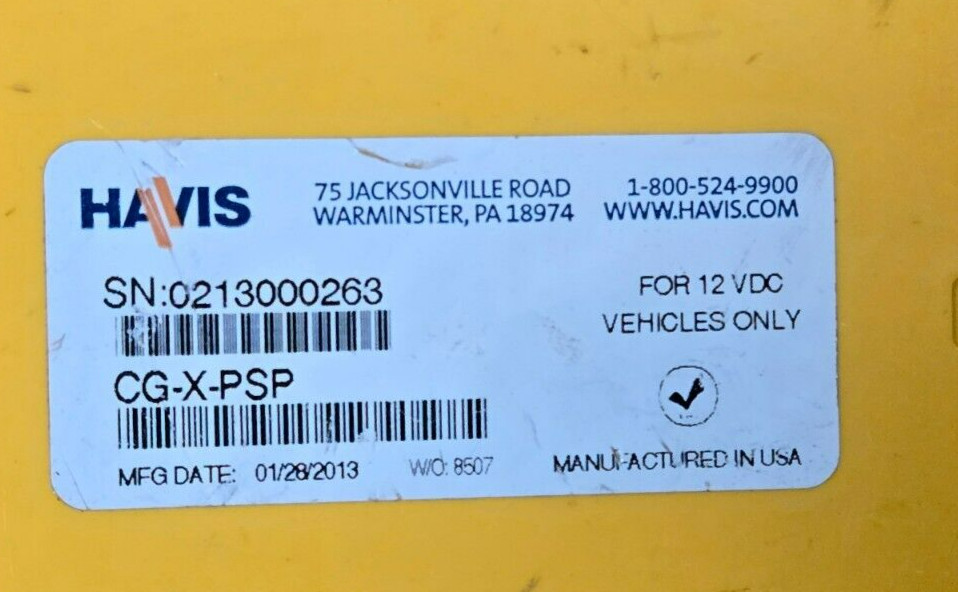 HAVIS
75 JACKSONVILLE ROAD
WARMINSTER, PA 18974
1-800-524-9900
WWW.HAVIS.COM
SN:0213000263
CG-X-PSP
MFG DATE: 01/28/2013 W/O: 8507
FOR 12 VDC
VEHICLES ONLY
MANUFACTURED IN USA